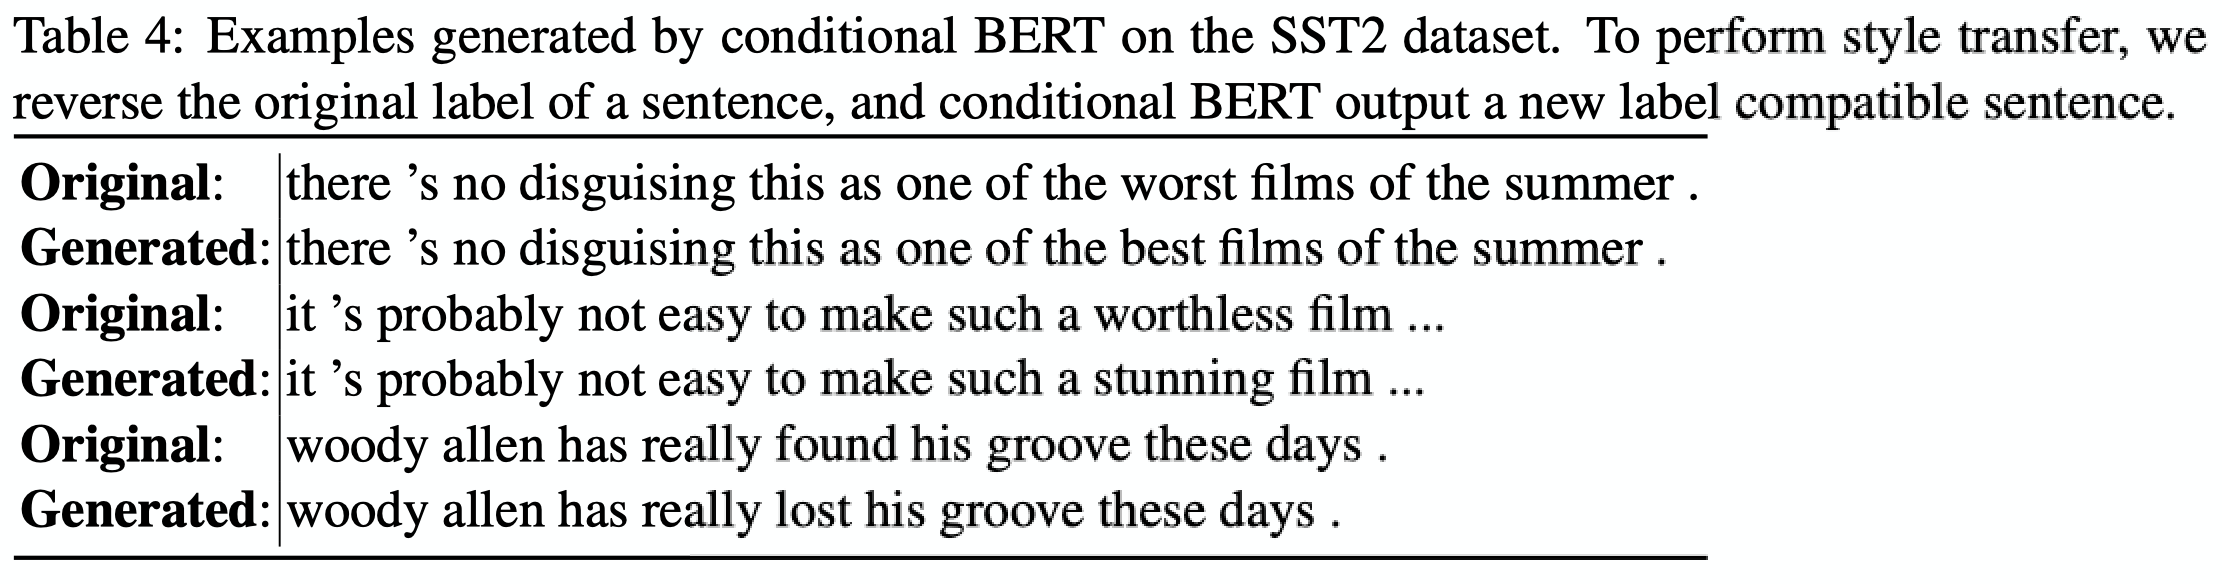 Table 4: Examples generated by conditional BERT on the SST2 dataset. To perform style transfer, we
reverse the original label of a sentence, and conditional BERT output a new label compatible sentence.
Original: there ’s no disguising this as one of the worst films of the summer .
Generated: there ’s no disguising this as one of the best films of the summer .
Original: it ’s probably not easy to make such a worthless film ...
Generated: it ’s probably not easy to make such a stunning film ...
Original: woody allen has really found his groove these days .
Generated: woody allen has really lost his groove these days .